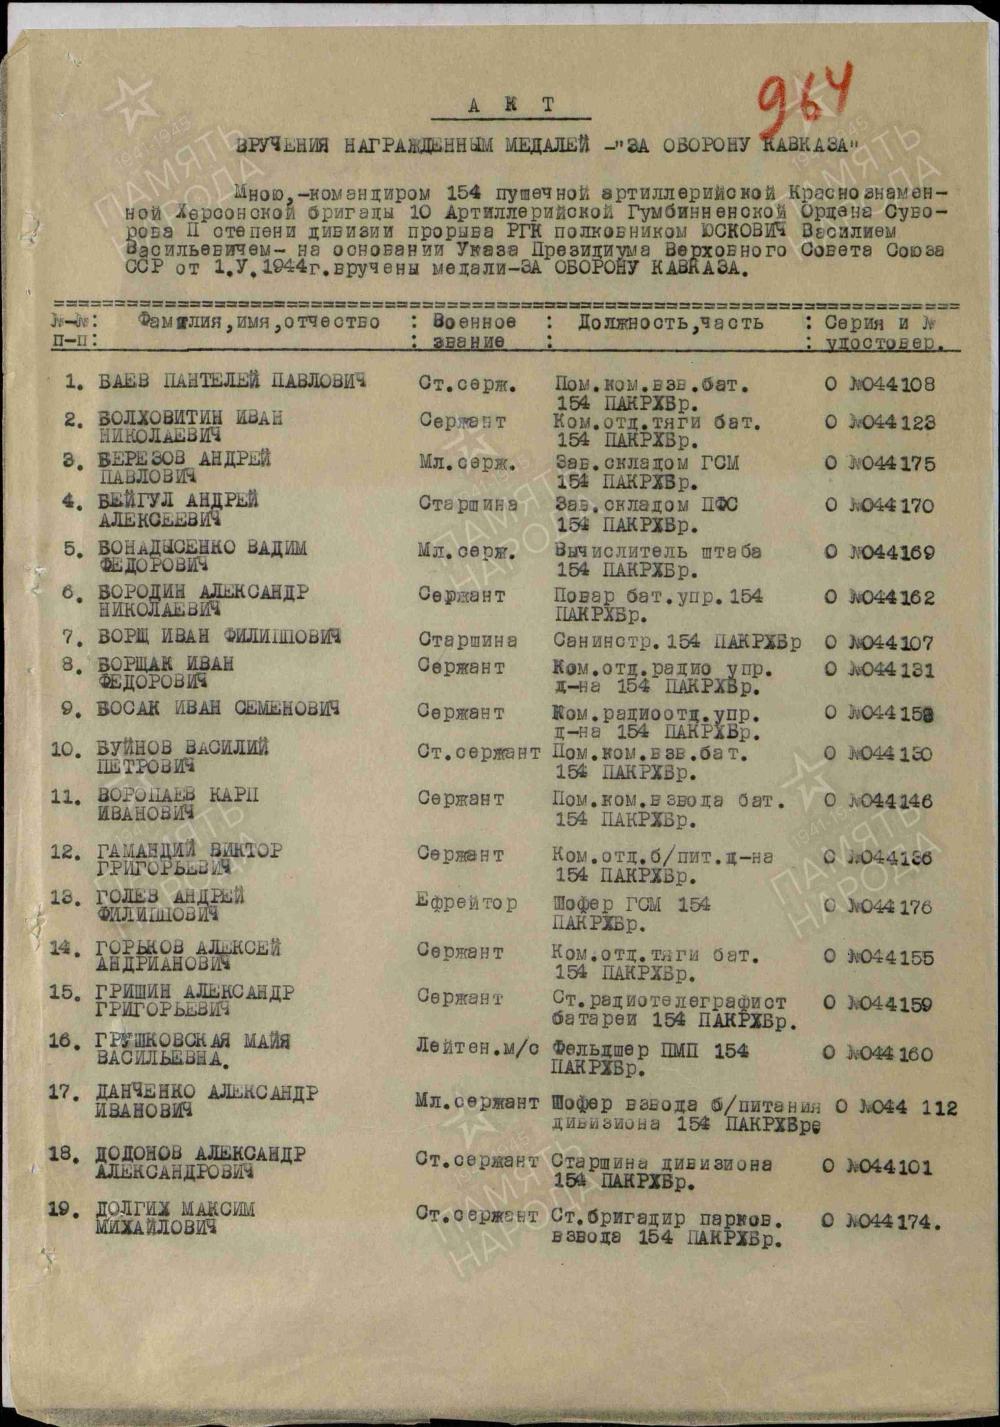 964
А К Т
ВРУЧЕНИЯ НАГРАЖДЕННЫМ МЕДАЛЕЙ -"ЗА ОБОРОНУ КАВКАЗА"
Мною,-командиром 154 пушечной артиллерийской Краснознамен-
ной Херсонской бригады 10 Артиллерийской Гумбинненской Ордена Суво-
рова II степени дивизии прорыва РГК полковником ЮСКОВИЧ Василием
Васильевичем- на основании Указа Президиума Верховного Совета Союза
ССР от 1.У.1944г.вручены медали-ЗА ОБОРОНУ КАВКАЗА.
№-№: Фамилия,имя,отчество : Военное : Должность,часть : Серия и №
п-п: : звание : : удостовер.
1. БАЕВ ПАНТЕЛЕЙ ПАВЛОВИЧ Ст.серж. Пом.ком.взв.бат. О №044108
154 ПАКРХБр.
2. БОЛХОВИТИН ИВАН Сержант Ком.отд.тяги бат. О №044123
НИКОЛАЕВИЧ 154 ПАКРХБр.
3. БЕРЕЗОВ АНДРЕЙ Мл.серж. Зав.складом ГСМ О №044175
ПАВЛОВИЧ 154 ПАКРХБр.
4. БЕЙГУЛ АНДРЕЙ Старшина Зав.складом ПФС О №044170
АЛЕКСЕЕВИЧ 154 ПАКРХБр.
5. БОНАДЫСЕНКО ВАДИМ Мл.серж. Вычислитель штаба О №044169
ФЕДОРОВИЧ 154 ПАКРХБр.
6. БОРОДИН АЛЕКСАНДР Сержант Повар бат.упр.154 О №044162
НИКОЛАЕВИЧ ПАКРХБр.
7. БОРЩ ИВАН ФИЛИППОВИЧ Старшина Санинстр.154 ПАКРХБр О №044107
8. БОРЩАК ИВАН Сержант Ком.отд.радио упр. О №044131
ФЕДОРОВИЧ д-на 154 ПАКРХБр.
9. БОСАК ИВАН СЕМЕНОВИЧ Сержант Ком.радиоотд.упр. О №04415
д-на 154 ПАКРХБр.
10. БУЙНОВ ВАСИЛИЙ Ст.сержант Пом.ком.взв.бат. О №044130
ПЕТРОВИЧ 154 ПАКРХБр.
11. ВОРОПАЕВ КАРП Сержант Пом.ком.взвода бат. О №044146
ИВАНОВИЧ 154 ПАКРХБр.
12. ГАМАНДИЙ ВИКТОР Сержант Ком.отд.б/пит.д-на О №044136
ГРИГОРЬЕВИЧ 154 ПАКРХБр.
13. ГОЛЕВ АНДРЕЙ Ефрейтор Шофер ГСМ 154 О №044176
ФИЛИППОВИЧ ПАКРХБр.
14. ГОРЬКОВ АЛЕКСЕЙ Сержант Ком.отд.тяги бат. О №044155
АНДРИАНОВИЧ 154 ПАКРХБр.
15. ГРИШИН АЛЕКСАНДР Сержант Ст.радиотелеграфист О №044159
ГРИГОРЬЕВИЧ батареи 154 ПАКРХБр.
16. ГРУШКОВСКАЯ МАЙЯ Лейтен.м/с Фельдшер ПМП 154 О №044160
ВАСИЛЬЕВНА. ПАКРХБр.
17. ДАНЧЕНКО АЛЕКСАНДР Мл.сержант Шофер взвода б/питания О №044 112
ИВАНОВИЧ дивизиона 154 ПАКРХБре
18. ДОДОНОВ АЛЕКСАНДР Ст.сержант Старшина дивизиона О №044101
АЛЕКСАНДРОВИЧ 154 ПАКРХБр.
19. ДОЛГИХ МАКСИМ Ст.сержант Ст.бригадир парков. О №044174.
МИХАЙЛОВИЧ взвода 154 ПАКРХБр.